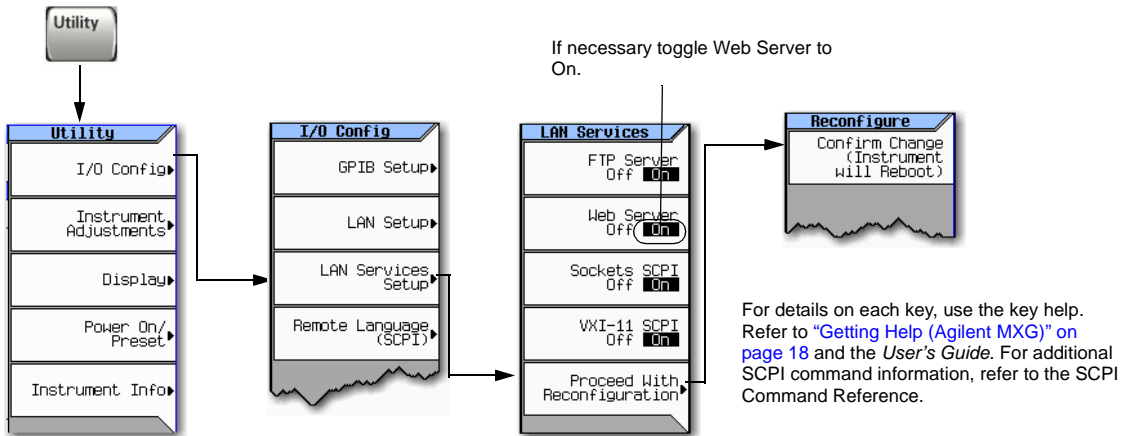 Utility
If necessary toggle Web Server to
On.
Utility
I/O Config
Instrument
Adjustments
Display
Power On/
Preset
Instrument Info
I/O Config
GPIB Setup
LAN Setup
LAN Services
Setup
Remote Language
(SCPI)
LAN Services
FTP Server
Off On
Web Server
Off On
Sockets SCPI
Off On
VXI-11 SCPI
Off On
Proceed With
Reconfiguration
Reconfigure
Confirm Change
(Instrument
will Reboot)
For details on each key, use the key help.
Refer to “Getting Help (Agilent MXG)” on
page 18 and the User’s Guide. For additional
SCPI command information, refer to the SCPI
Command Reference.